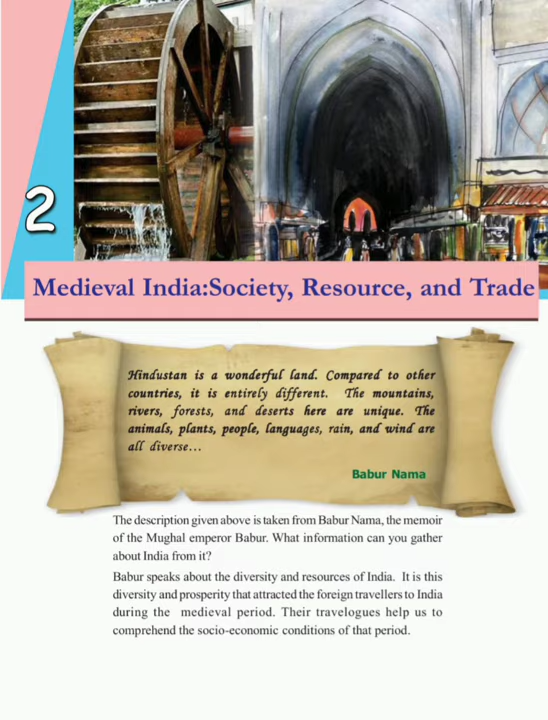 2
Medieval India:Society, Resource, and Trade
Hindustan is a wonderful land. Compared to other
countries, it is entirely different. The mountains,
rivers, forests, and deserts here are unique. The
animals, plants, people, languages, rain, and wind are
all diverse...
Babur Nama
The description given above is taken from Babur Nama, the memoir
of the Mughal emperor Babur. What information can you gather
about India from it?
Babur speaks about the diversity and resources of India. It is this
diversity and prosperity that attracted the foreign travellers to India
during the medieval period. Their travelogues help us to
comprehend the socio-economic conditions of that period.